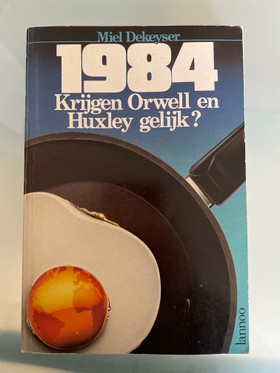 Miel Dekeyser
1984
Krijgen Orwell en
Huxley gelijk?
lannoo